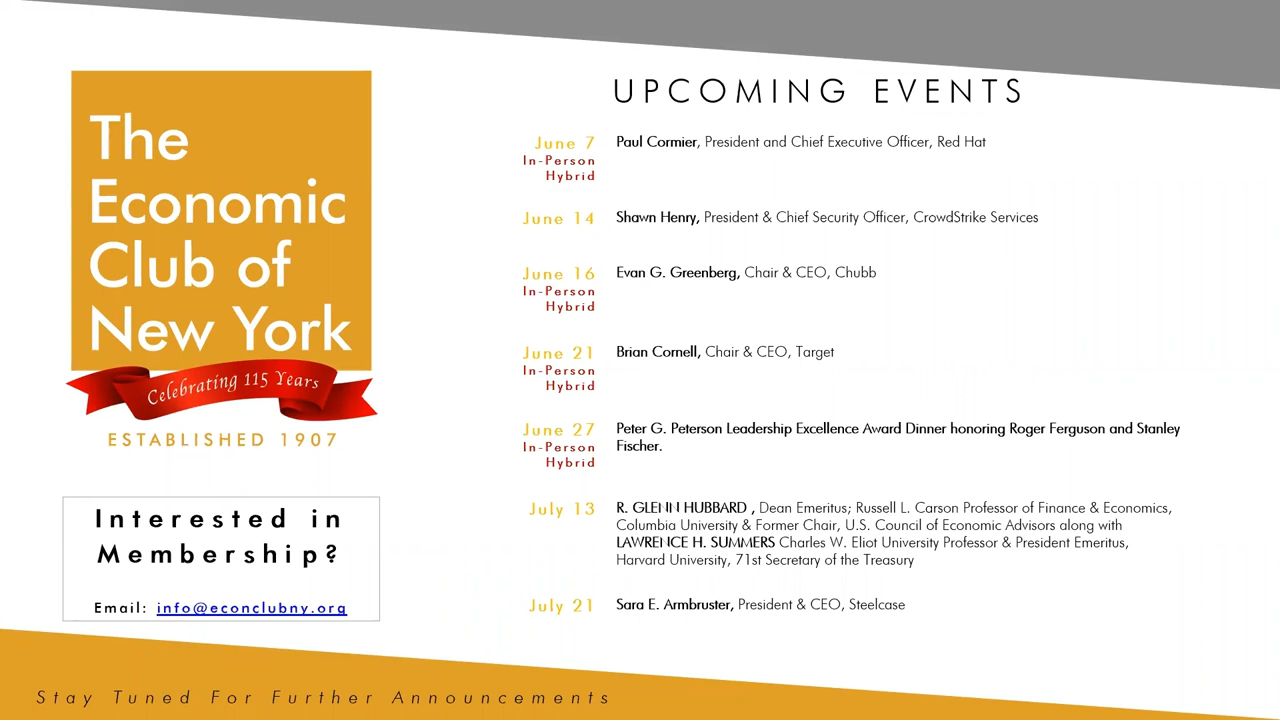 The
Economic
Club of
New York
Celebrating 115 Years
ESTABLISHED 1907
Interested in
Membership?
Email: info@econclubny.org
UPCOMING EVENTS
June 7
In-Person
Hybrid
Paul Cormier, President and Chief Executive Officer, Red Hat
June 14
Shawn Henry, President & Chief Security Officer, CrowdStrike Services
June 16
In-Person
Hybrid
Evan G. Greenberg, Chair & CEO, Chubb
June 21
In-Person
Hybrid
Brian Cornell, Chair & CEO, Target
June 27
In-Person
Hybrid
Peter G. Peterson Leadership Excellence Award Dinner honoring Roger Ferguson and Stanley
Fischer.
July 13
R. GLENN HUBBARD , Dean Emeritus; Russell L. Carson Professor of Finance & Economics,
Columbia University & Former Chair, U.S. Council of Economic Advisors along with
LAWRENCE H. SUMMERS Charles W. Eliot University Professor & President Emeritus,
Harvard University, 71st Secretary of the Treasury
July 21
Sara E. Armbruster, President & CEO, Steelcase
Stay Tuned For Further Announcements